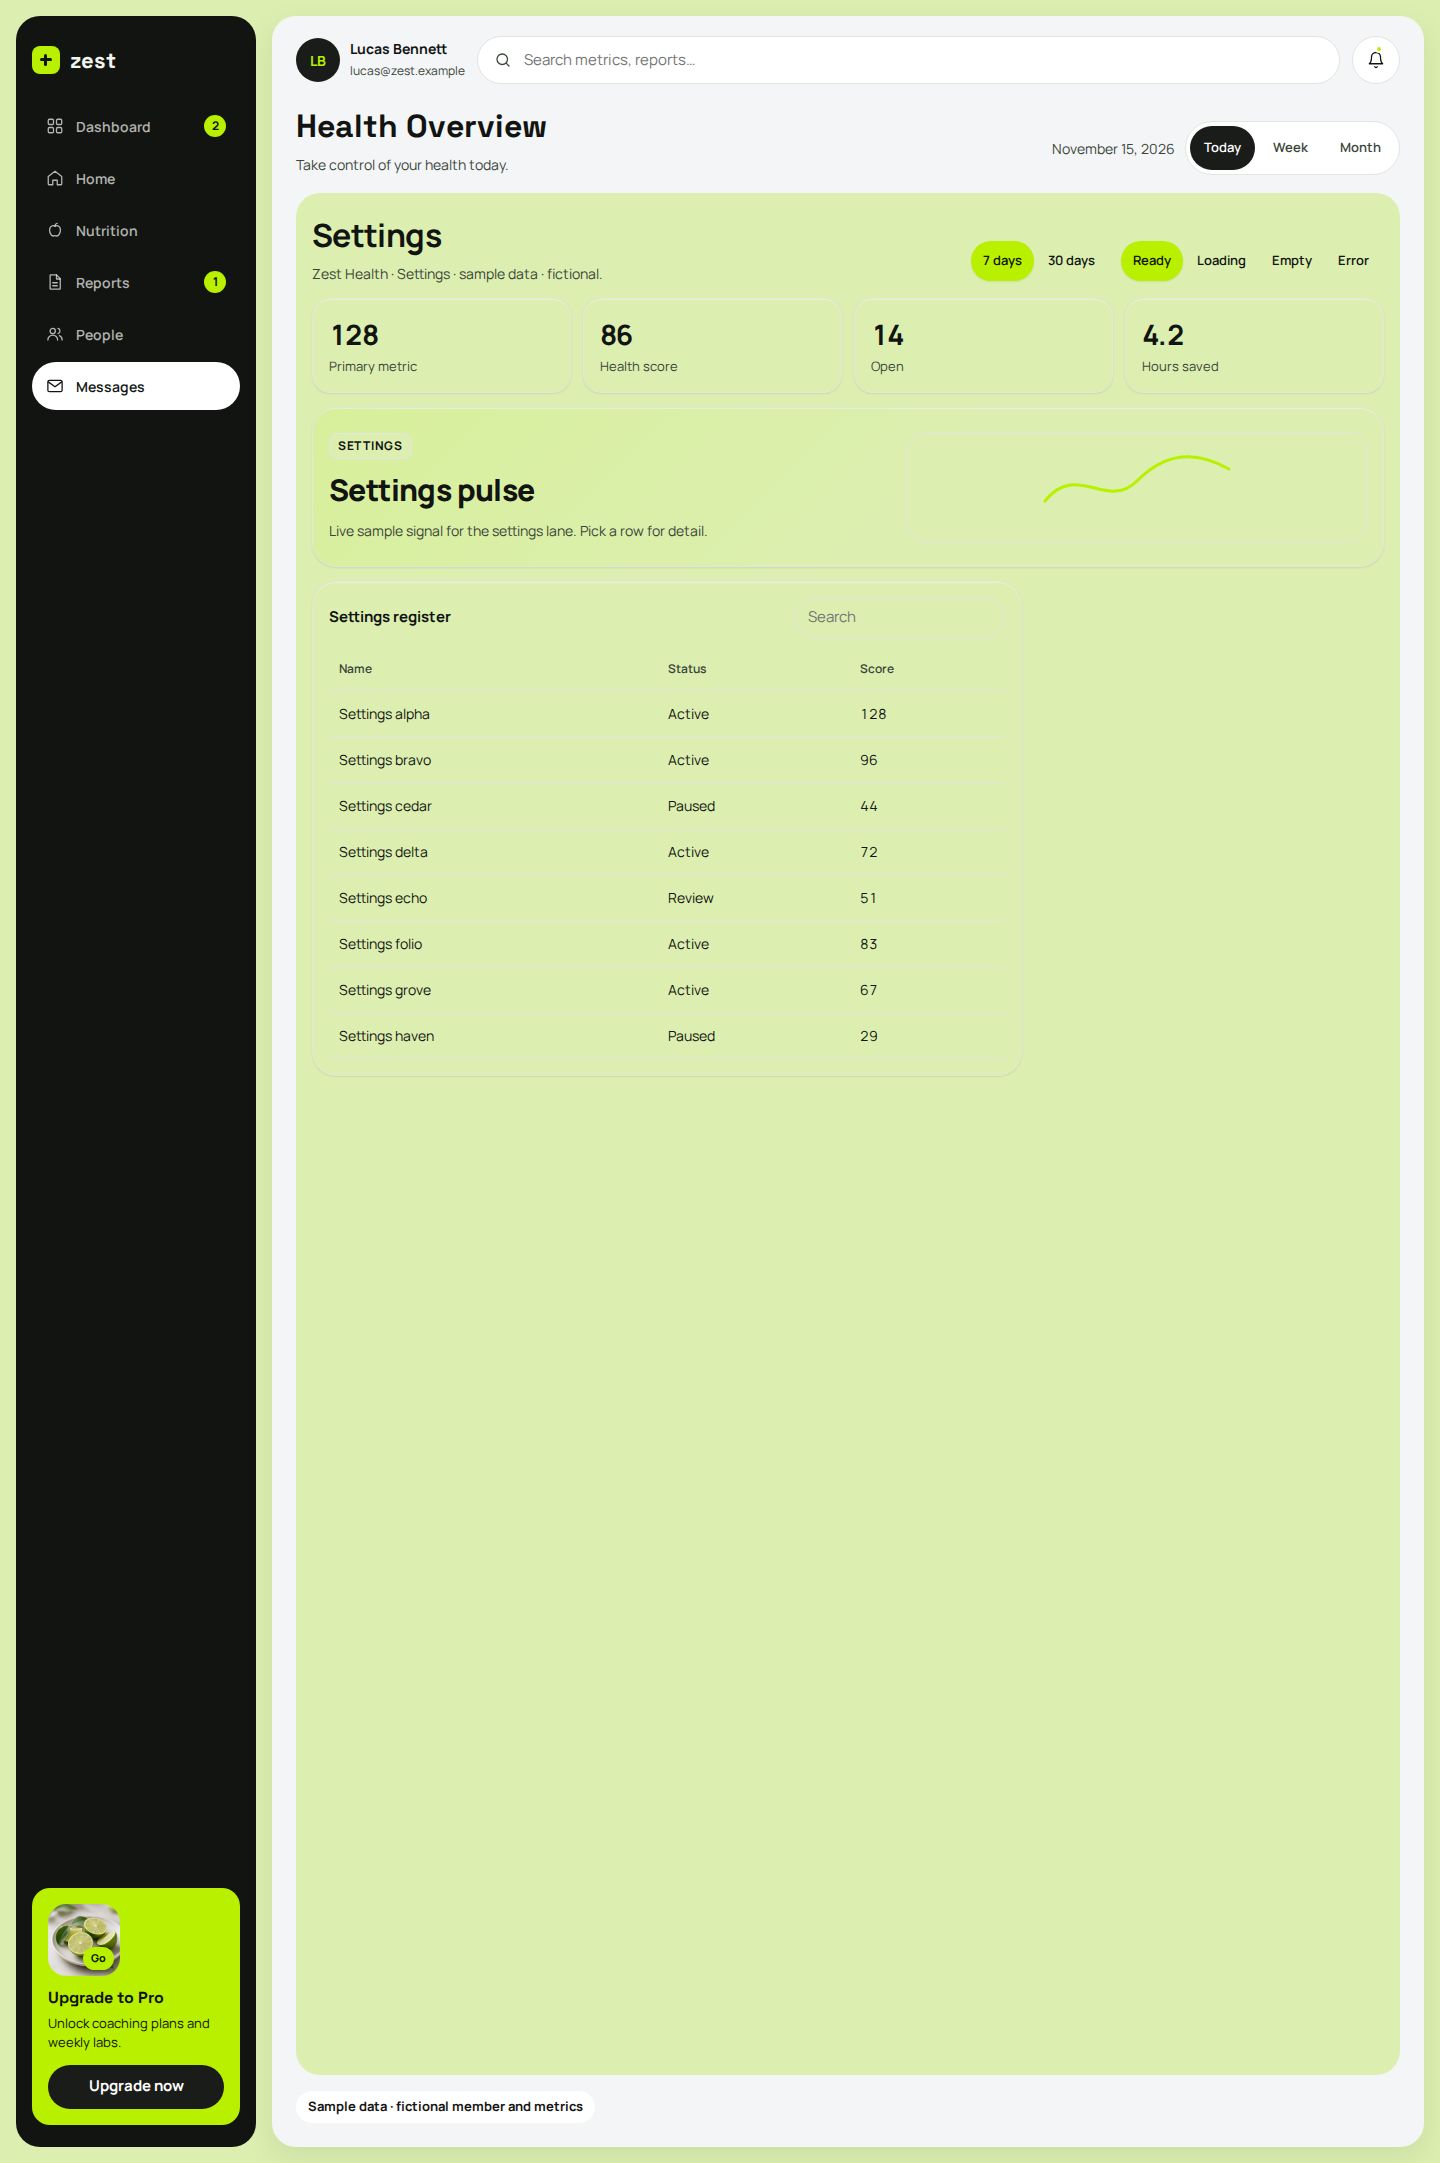 zest
Dashboard 2
Home
Nutrition
Reports 1
People
Messages
Go
Upgrade to Pro
Unlock coaching plans and
weekly labs.
Upgrade now
LB
Lucas Bennett
lucas@zest.example
Search metrics, reports...
Health Overview
Take control of your health today.
November 15, 2026
Today Week Month
Settings
Zest Health · Settings · sample data · fictional.
7 days 30 days Ready Loading Empty Error
128
Primary metric
86
Health score
14
Open
4.2
Hours saved
SETTINGS
Settings pulse
Live sample signal for the settings lane. Pick a row for detail.
Settings register
Search
Name Status Score
Settings alpha Active 128
Settings bravo Active 96
Settings cedar Paused 44
Settings delta Active 72
Settings echo Review 51
Settings folio Active 83
Settings grove Active 67
Settings haven Paused 29
Sample data · fictional member and metrics